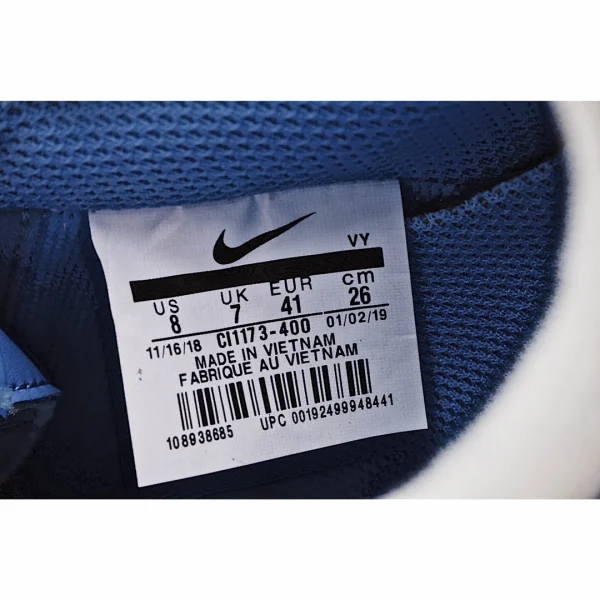 VY
US UK EUR cm
8 7 41 26
11/16/18 CI1173-400 01/02/19
MADE IN VIETNAM
FABRIQUE AU VIETNAM
108938685 UPC 00192499948441